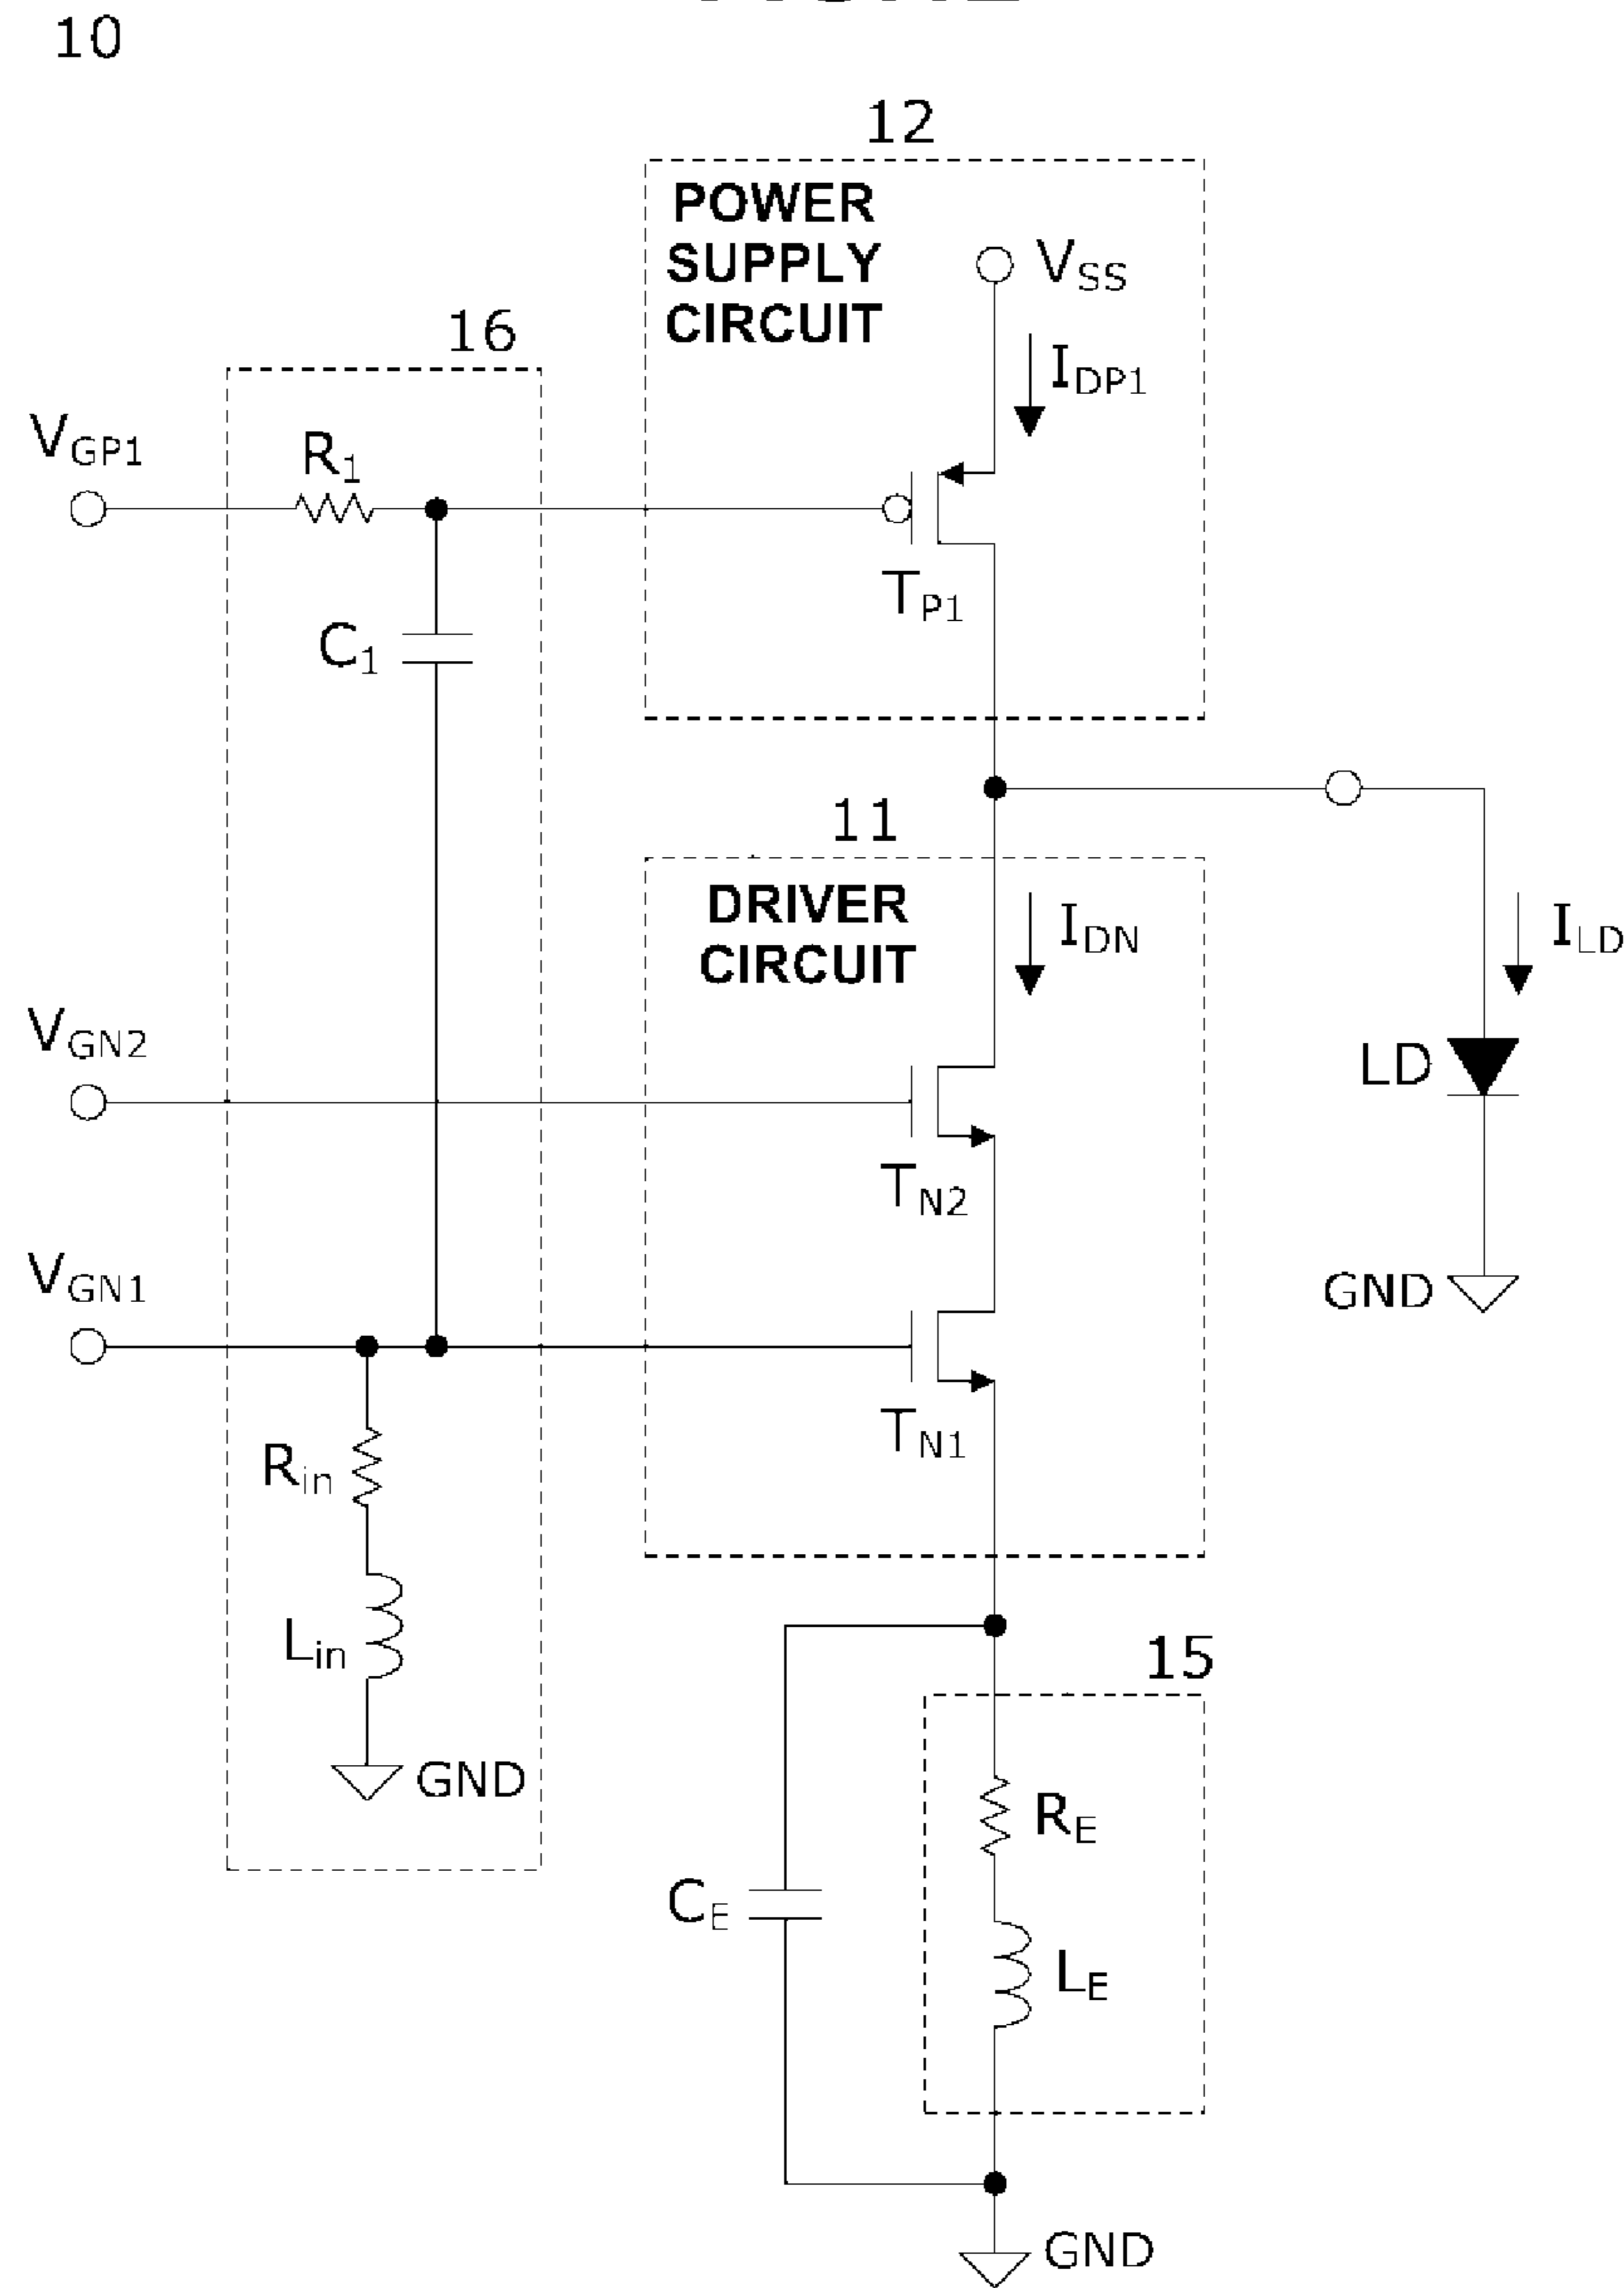 10
12
POWER
SUPPLY
CIRCUIT
VSS
IDP1
16
VGP1
R1
TP1
C1
11
DRIVER
CIRCUIT
IDN
ILD
VGN2
LD
TN2
VGN1
GND
TN1
Rin
Lin
15
GND
RE
CE
LE
GND